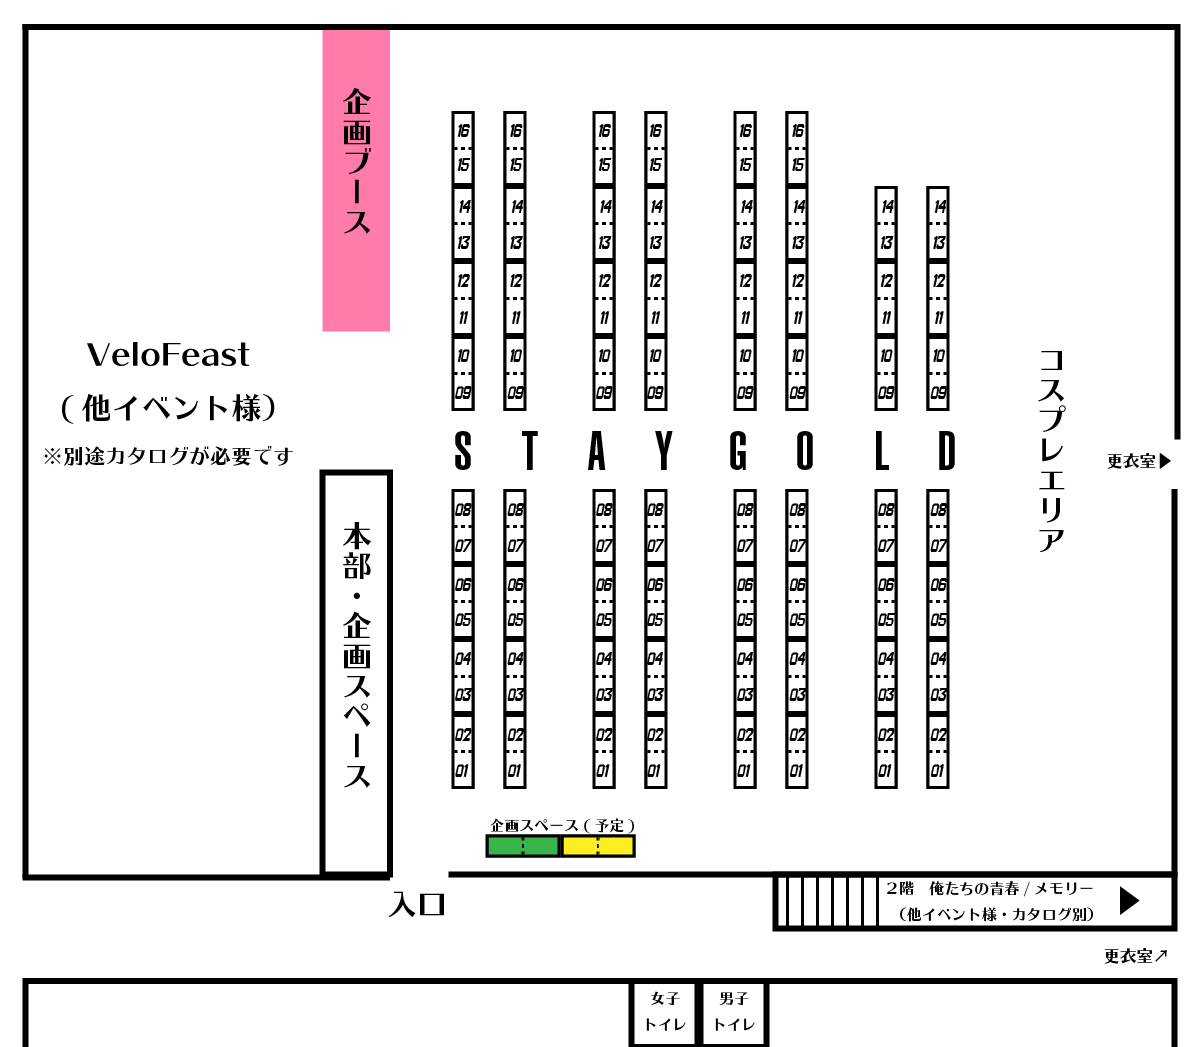 企画ブース
VeloFeast
(他イベント様)
※別途カタログが必要です
本部・企画スペース
16 16 16 16 16 16
15 15 15 15 15 15
14 14 14 14 14 14 14 14
13 13 13 13 13 13 13 13
12 12 12 12 12 12 12 12
11 11 11 11 11 11 11 11
10 10 10 10 10 10 10 10
09 09 09 09 09 09 09 09
S T A Y G O L D
08 08 08 08 08 08 08 08
07 07 07 07 07 07 07 07
06 06 06 06 06 06 06 06
05 05 05 05 05 05 05 05
04 04 04 04 04 04 04 04
03 03 03 03 03 03 03 03
02 02 02 02 02 02 02 02
01 01 01 01 01 01 01 01
コスプレエリア
更衣室▶
企画スペース(予定)
入口
2階 俺たちの青春/メモリー
(他イベント様・カタログ別)
更衣室↗
女子
トイレ
男子
トイレ